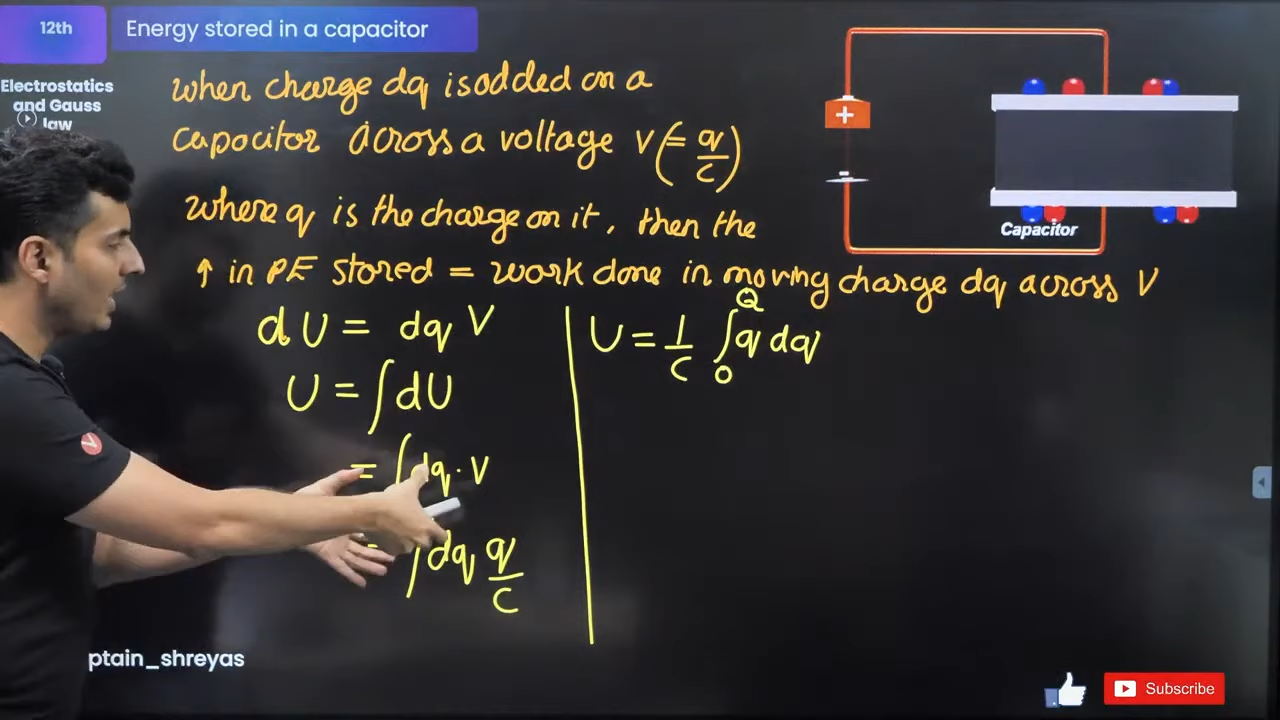 12th
Energy stored in a capacitor
Electrostatics
and Gauss
law
when charge dq is added on a
capacitor across a voltage V (= q/C)
where q is the charge on it, then the
↑ in PE stored = work done in moving charge dq across V
dU = dq V
U = ∫dU
= ∫dq · V
= ∫dq q/C
U = 1/C ∫₀^Q q dq
+
Capacitor
ptain_shreyas
Subscribe